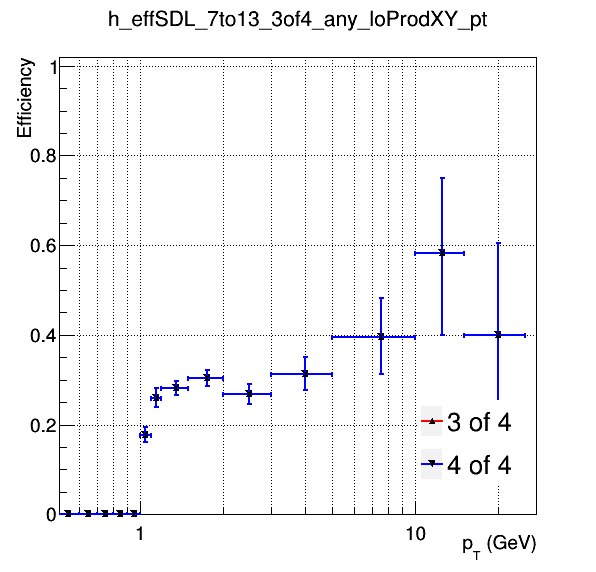 h_effSDL_7to13_3of4_any_loProdXY_pt
Efficiency
1
0.8
0.6
0.4
0.2
0
3 of 4
4 of 4
1
10
p_T (GeV)